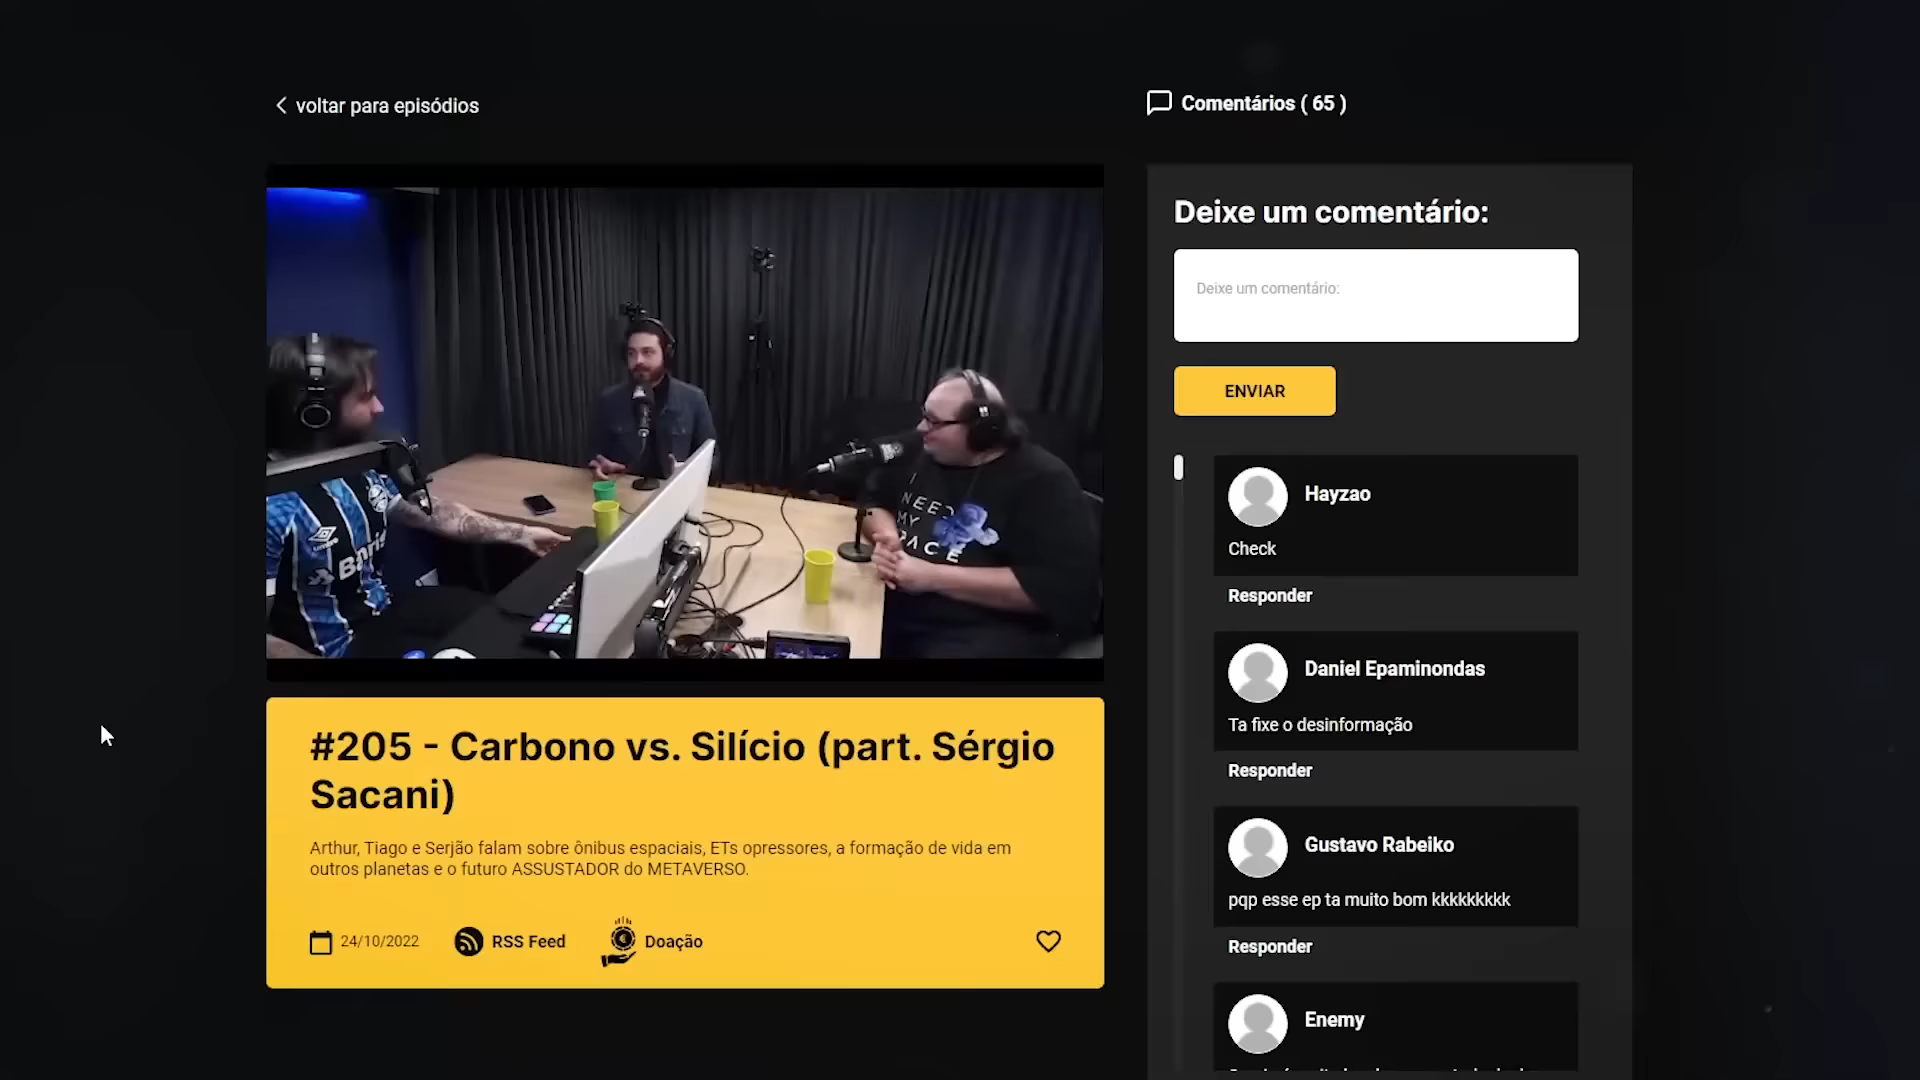 voltar para episódios
Comentários ( 65 )
Deixe um comentário:
Deixe um comentário:
ENVIAR
Hayzao
Check
Responder
Daniel Epaminondas
Ta fixe o desinformação
Responder
Gustavo Rabeiko
pqp esse ep ta muito bom kkkkkkkkk
Responder
Enemy
I
NEED
MY
#205 - Carbono vs. Silício (part. Sérgio
Sacani)
Arthur, Tiago e Serjão falam sobre ônibus espaciais, ETs opressores, a formação de vida em
outros planetas e o futuro ASSUSTADOR do METAVERSO.
24/10/2022
RSS Feed
Doação